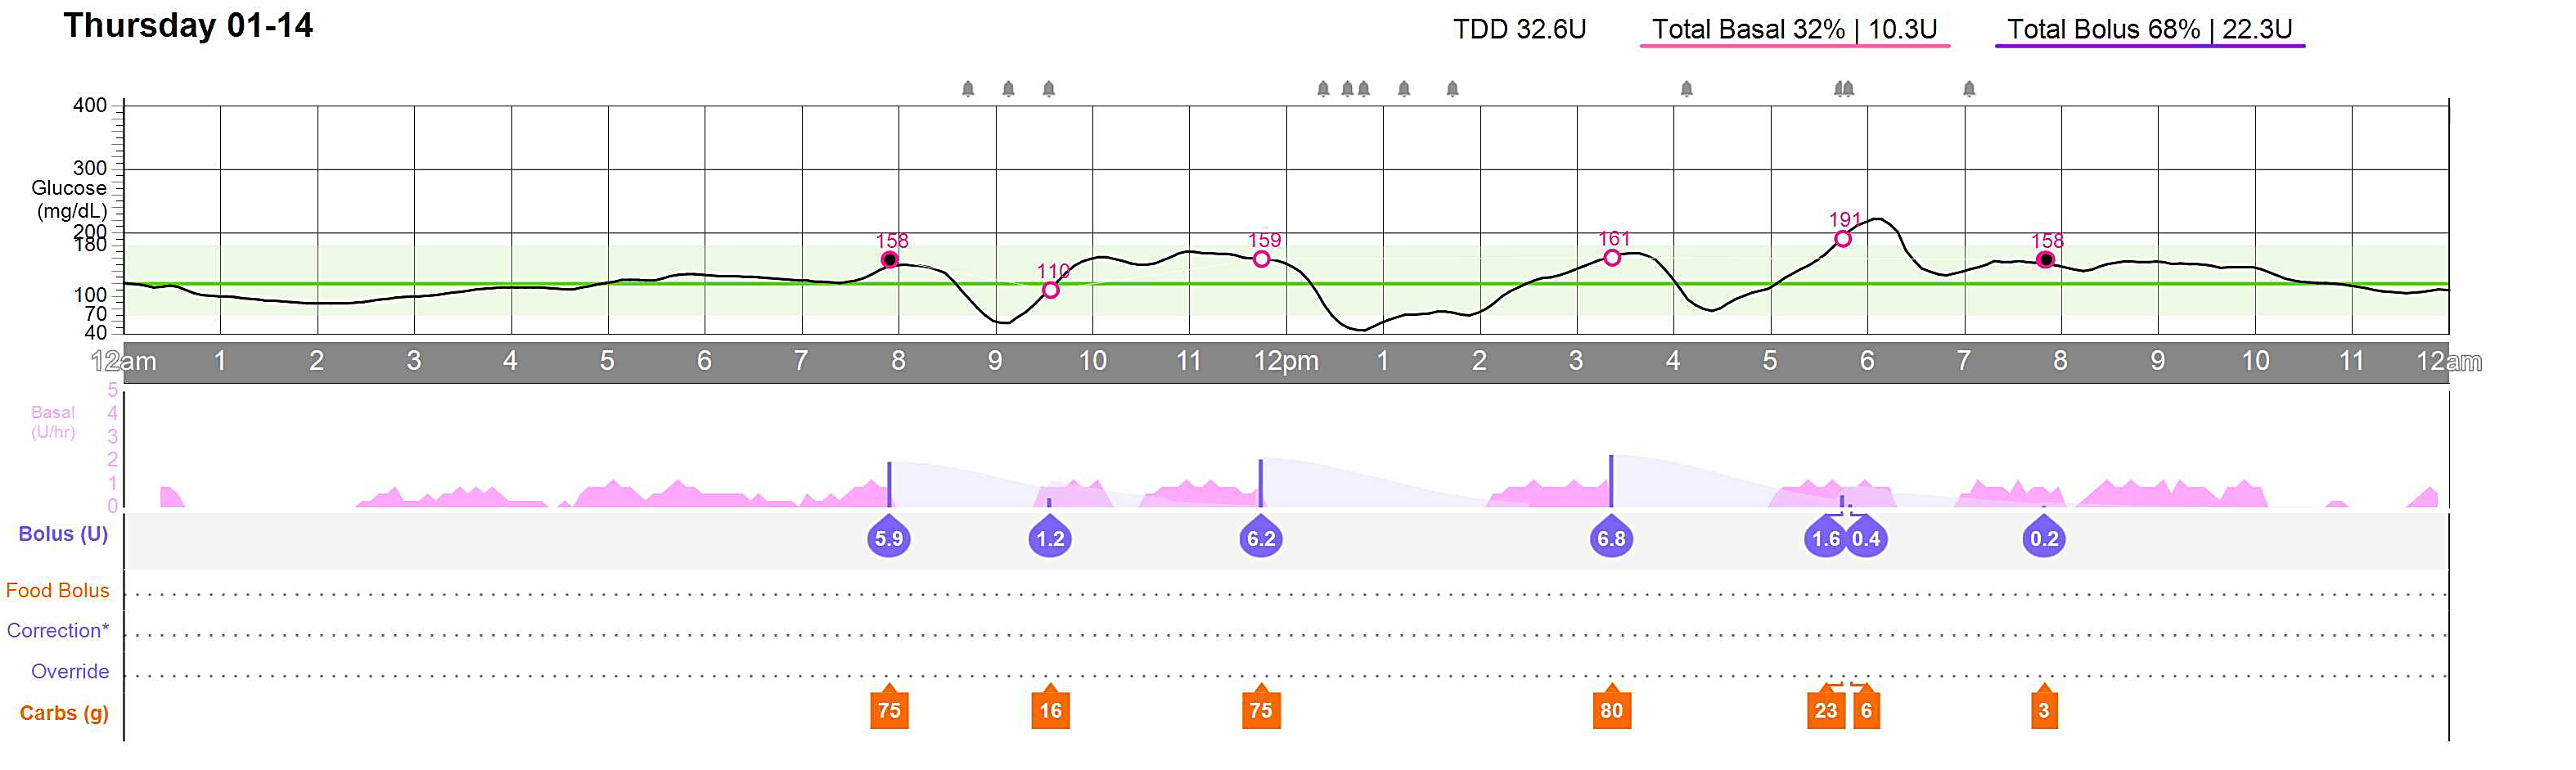 Thursday 01-14
TDD 32.6U Total Basal 32% | 10.3U Total Bolus 68% | 22.3U
400
300
Glucose
(mg/dL)
200
180
100
70
40
158 110 159 161 191 158
12am 1 2 3 4 5 6 7 8 9 10 11 12pm 1 2 3 4 5 6 7 8 9 10 11 12am
Basal
(U/hr)
5
4
3
2
1
0
Bolus (U) 5.9 1.2 6.2 6.8 1.6 0.4 0.2
Food Bolus
Correction*
Override
Carbs (g) 75 16 75 80 23 6 3